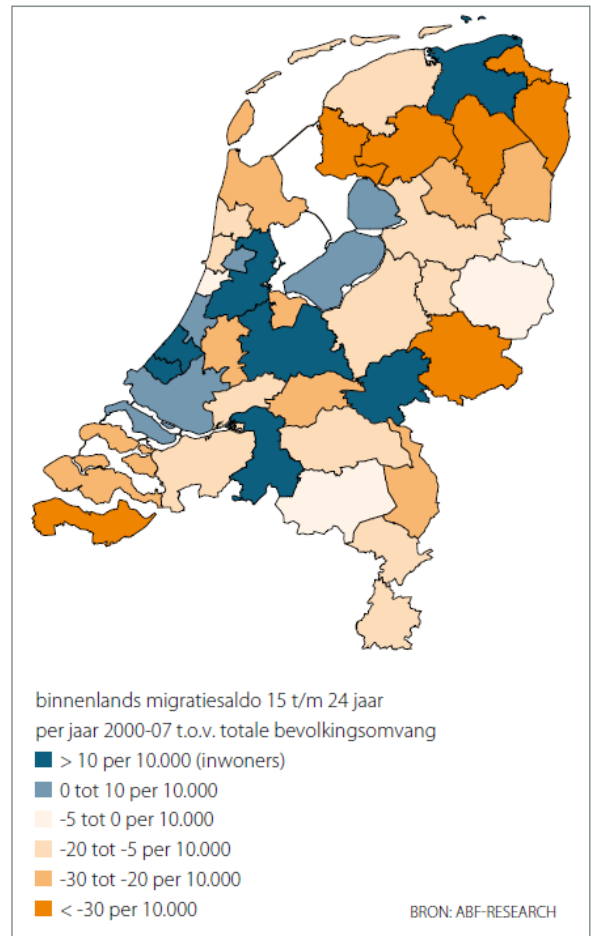 binnenlands migratiesaldo 15 t/m 24 jaar
per jaar 2000-07 t.o.v. totale bevolkingsomvang
> 10 per 10.000 (inwoners)
0 tot 10 per 10.000
-5 tot 0 per 10.000
-20 tot -5 per 10.000
-30 tot -20 per 10.000
< -30 per 10.000
BRON: ABF-RESEARCH